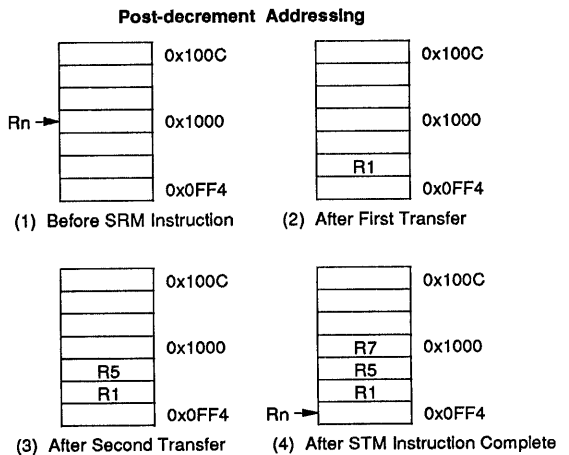 Post-decrement Addressing
0x100C
Rn
0x1000
0x0FF4
(1) Before SRM Instruction
0x100C
0x1000
R1
0x0FF4
(2) After First Transfer
0x100C
0x1000
R5
R1
0x0FF4
(3) After Second Transfer
0x100C
R7 0x1000
R5
R1
Rn 0x0FF4
(4) After STM Instruction Complete